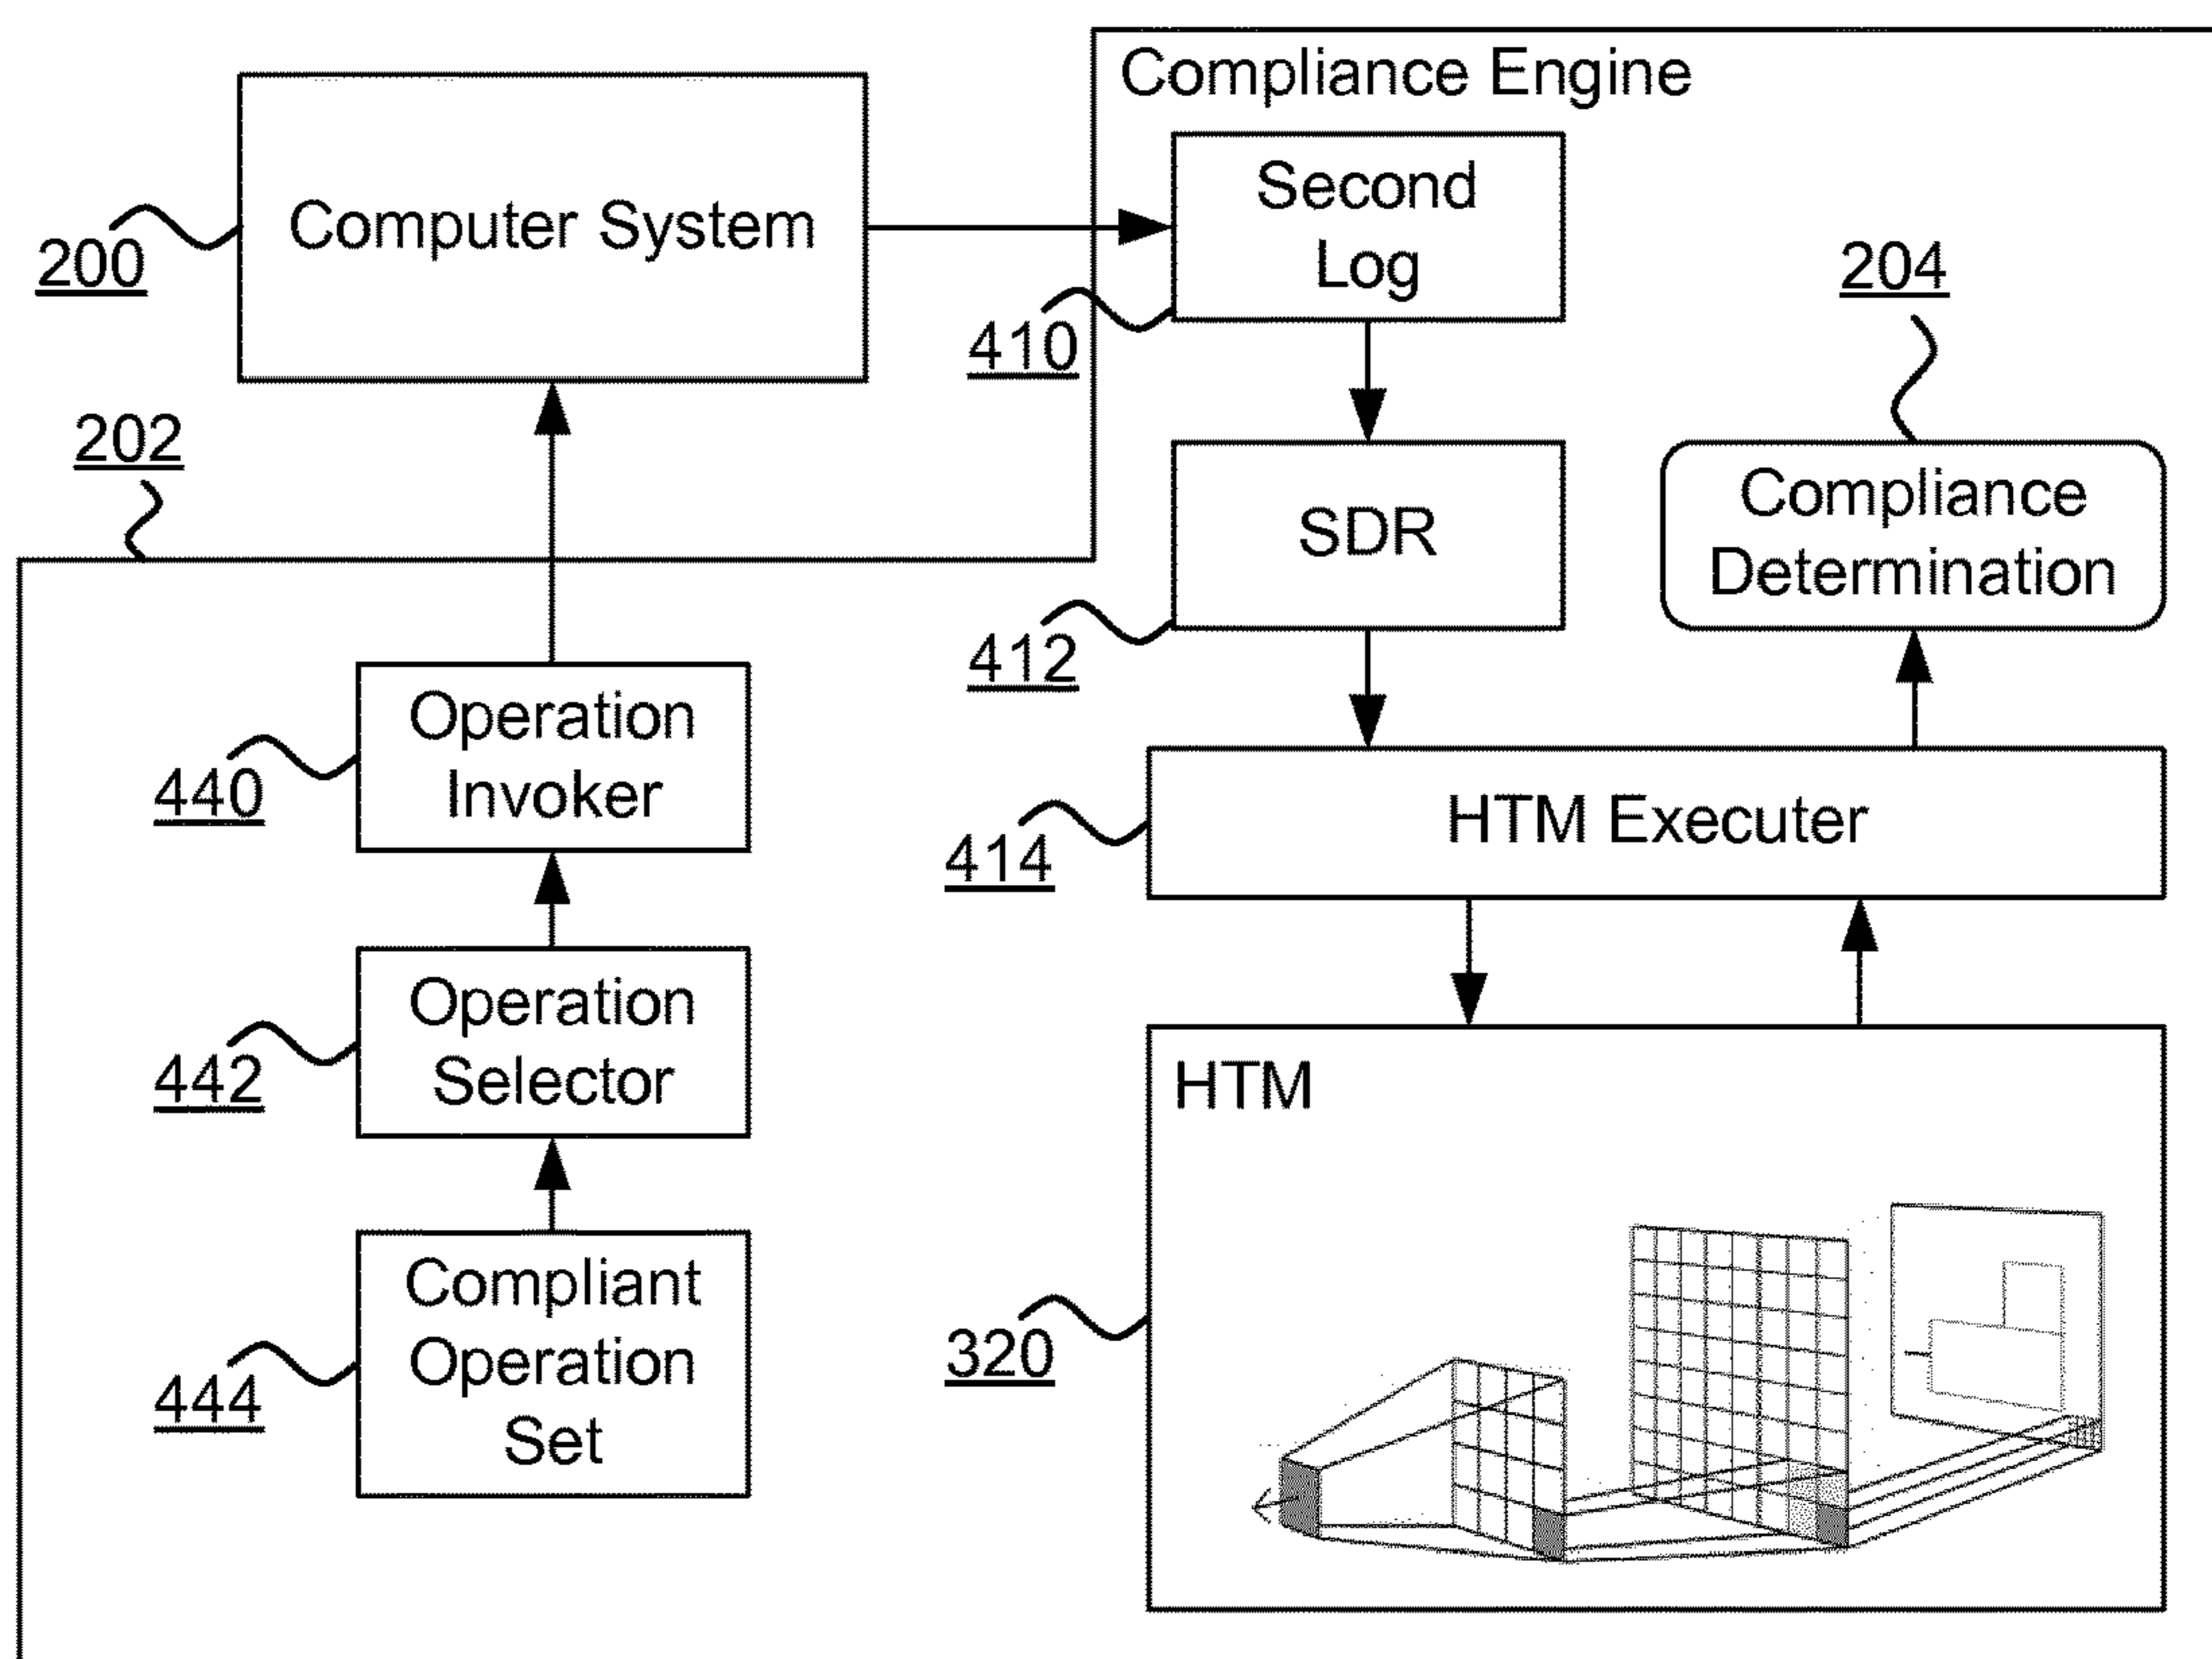 Compliance Engine
Computer System
200
Second
Log
410
204
202
SDR
412
Compliance
Determination
Operation
Invoker
440
HTM Executer
414
Operation
Selector
442
HTM
320
Compliant
Operation
Set
444